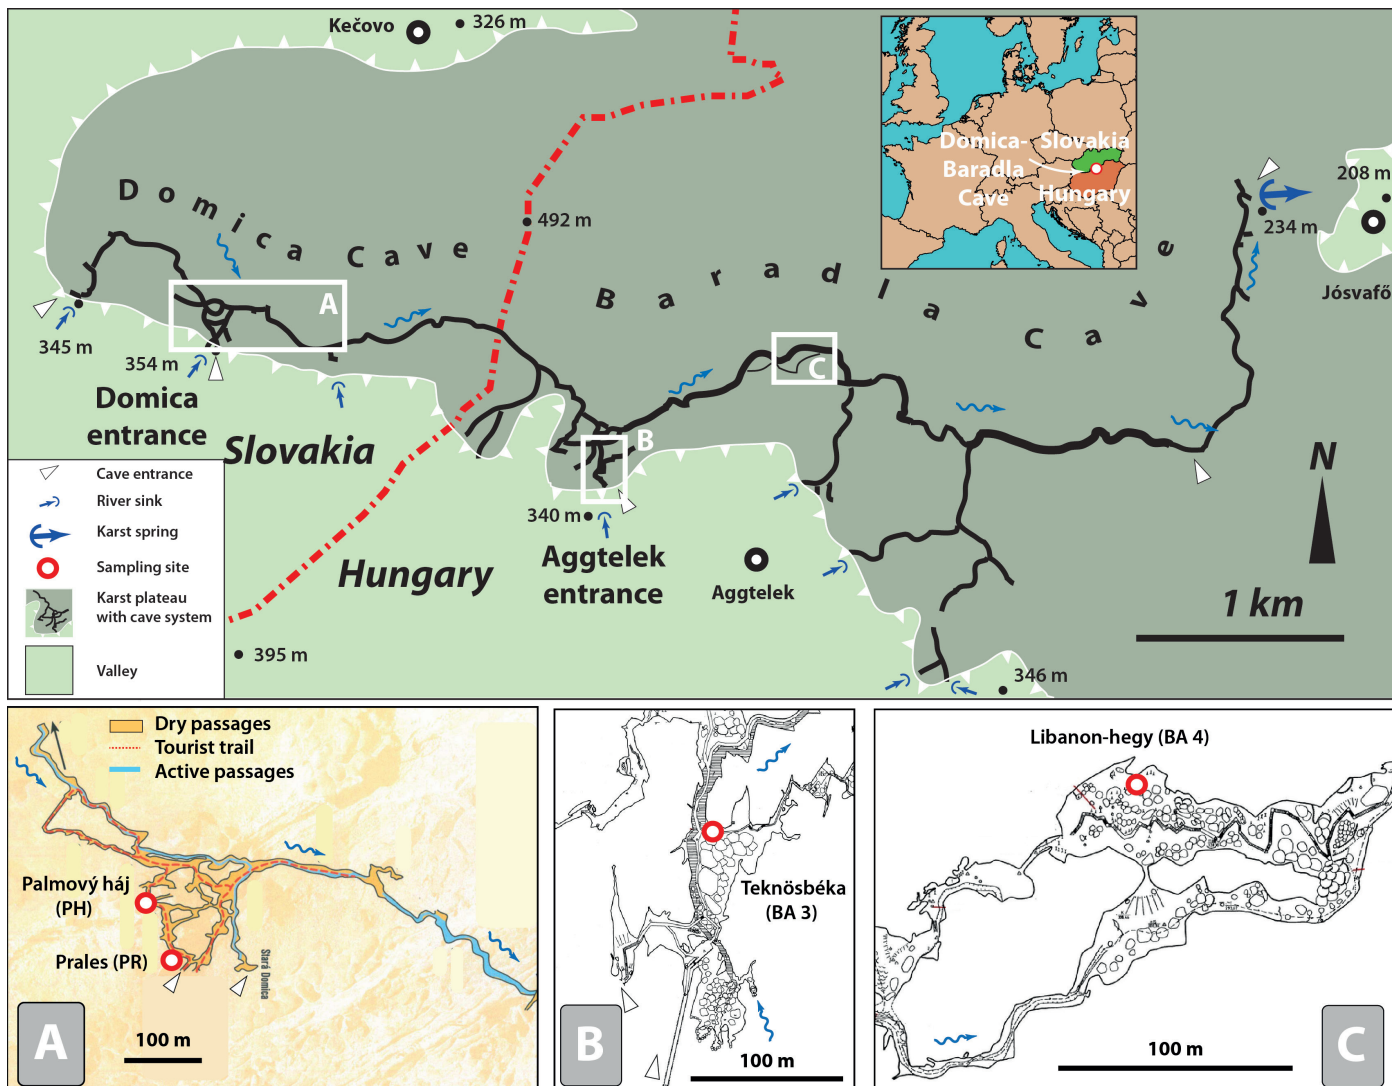 Kečovo
326 m
Domica Cave
492 m
Baradla Cave
Domica-
Baradla
Cave
Slovakia
Hungary
208 m
234 m
Jósvafő
A
345 m
354 m
Domica
entrance
C
B
Slovakia
Hungary
340 m
Aggtelek
entrance
Aggtelek
N
1 km
395 m
346 m
Cave entrance
River sink
Karst spring
Sampling site
Karst plateau
with cave system
Valley
Dry passages
Tourist trail
Active passages
Palmový háj
(PH)
Prales (PR)
Stará Domica
A
100 m
Teknösbéka
(BA 3)
B
100 m
Libanon-hegy (BA 4)
100 m
C